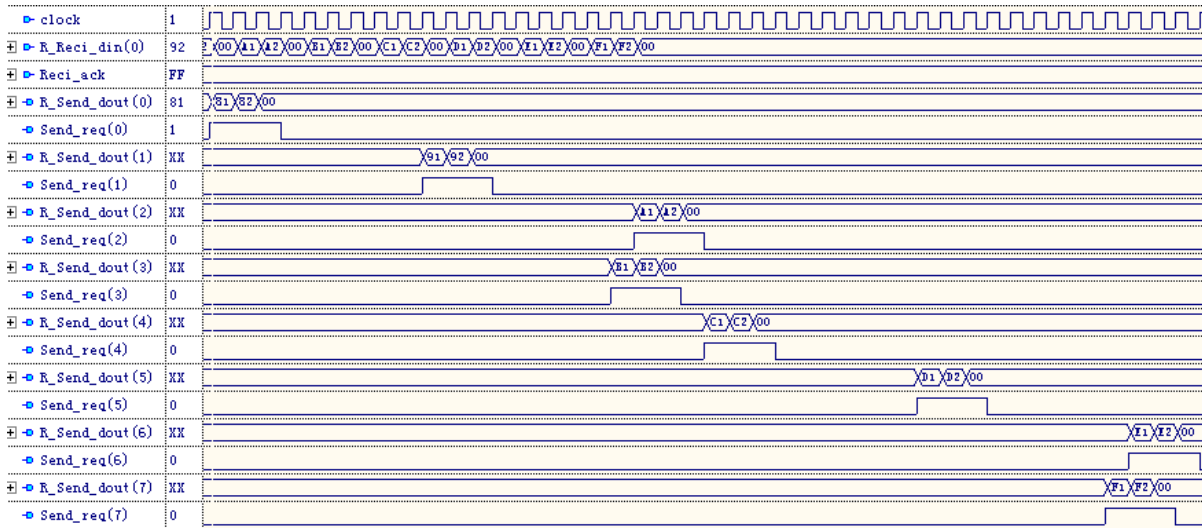 clock 1
R_Reci_din(0) 92 2 00 A1 A2 00 B1 B2 00 C1 C2 00 D1 D2 00 E1 E2 00 F1 F2 00
Reci_ack FF
R_Send_dout(0) 81 81 82 00
Send_req(0) 1
R_Send_dout(1) XX 91 92 00
Send_req(1) 0
R_Send_dout(2) XX A1 A2 00
Send_req(2) 0
R_Send_dout(3) XX B1 B2 00
Send_req(3) 0
R_Send_dout(4) XX C1 C2 00
Send_req(4) 0
R_Send_dout(5) XX D1 D2 00
Send_req(5) 0
R_Send_dout(6) XX E1 E2 00
Send_req(6) 0
R_Send_dout(7) XX F1 F2 00
Send_req(7) 0